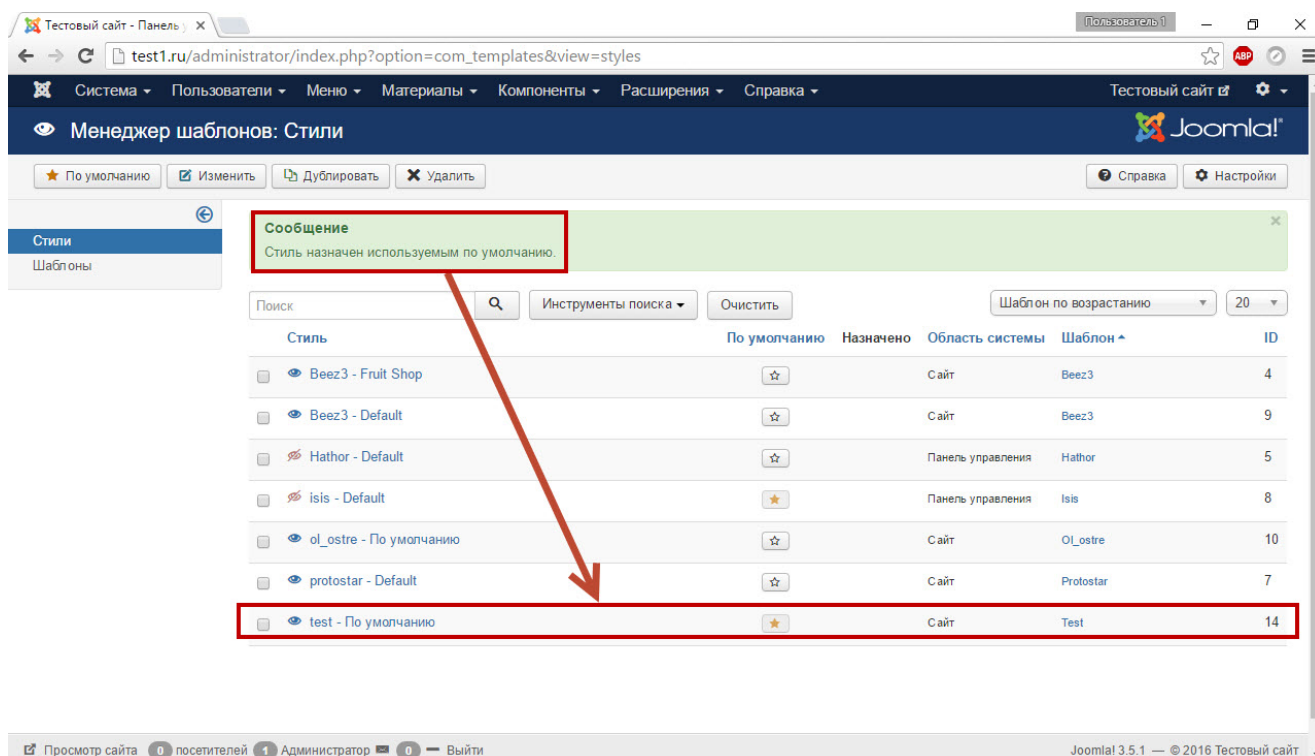 Тестовый сайт - Панель у
Пользователь 1
test1.ru/administrator/index.php?option=com_templates&view=styles
ABP
Система Пользователи Меню Материалы Компоненты Расширения Справка Тестовый сайт
Менеджер шаблонов: Стили Joomla!
По умолчанию Изменить Дублировать Удалить Справка Настройки
Стили
Шаблоны
Сообщение
Стиль назначен используемым по умолчанию.
Поиск Инструменты поиска Очистить Шаблон по возрастанию 20
Стиль По умолчанию Назначено Область системы Шаблон ID
Beez3 - Fruit Shop Сайт Beez3 4
Beez3 - Default Сайт Beez3 9
Hathor - Default Панель управления Hathor 5
isis - Default Панель управления Isis 8
ol_ostre - По умолчанию Сайт Ol_ostre 10
protostar - Default Сайт Protostar 7
test - По умолчанию Сайт Test 14
Просмотр сайта 0 посетителей 1 Администратор 0 Выйти Joomla! 3.5.1 — © 2016 Тестовый сайт